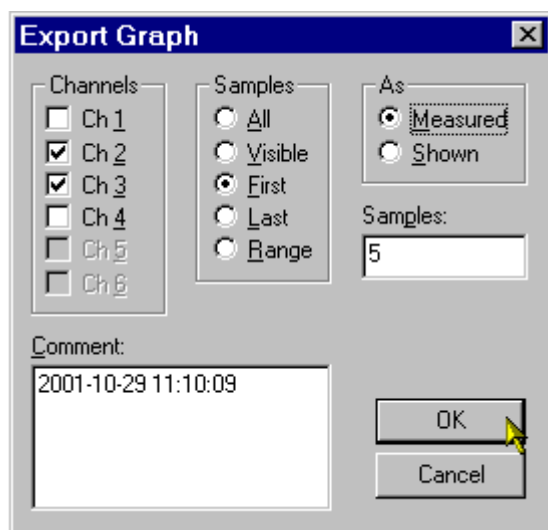 Export Graph
Channels
Ch 1
Ch 2
Ch 3
Ch 4
Ch 5
Ch 6
Samples
All
Visible
First
Last
Range
As
Measured
Shown
Samples:
5
Comment:
2001-10-29 11:10:09
OK
Cancel